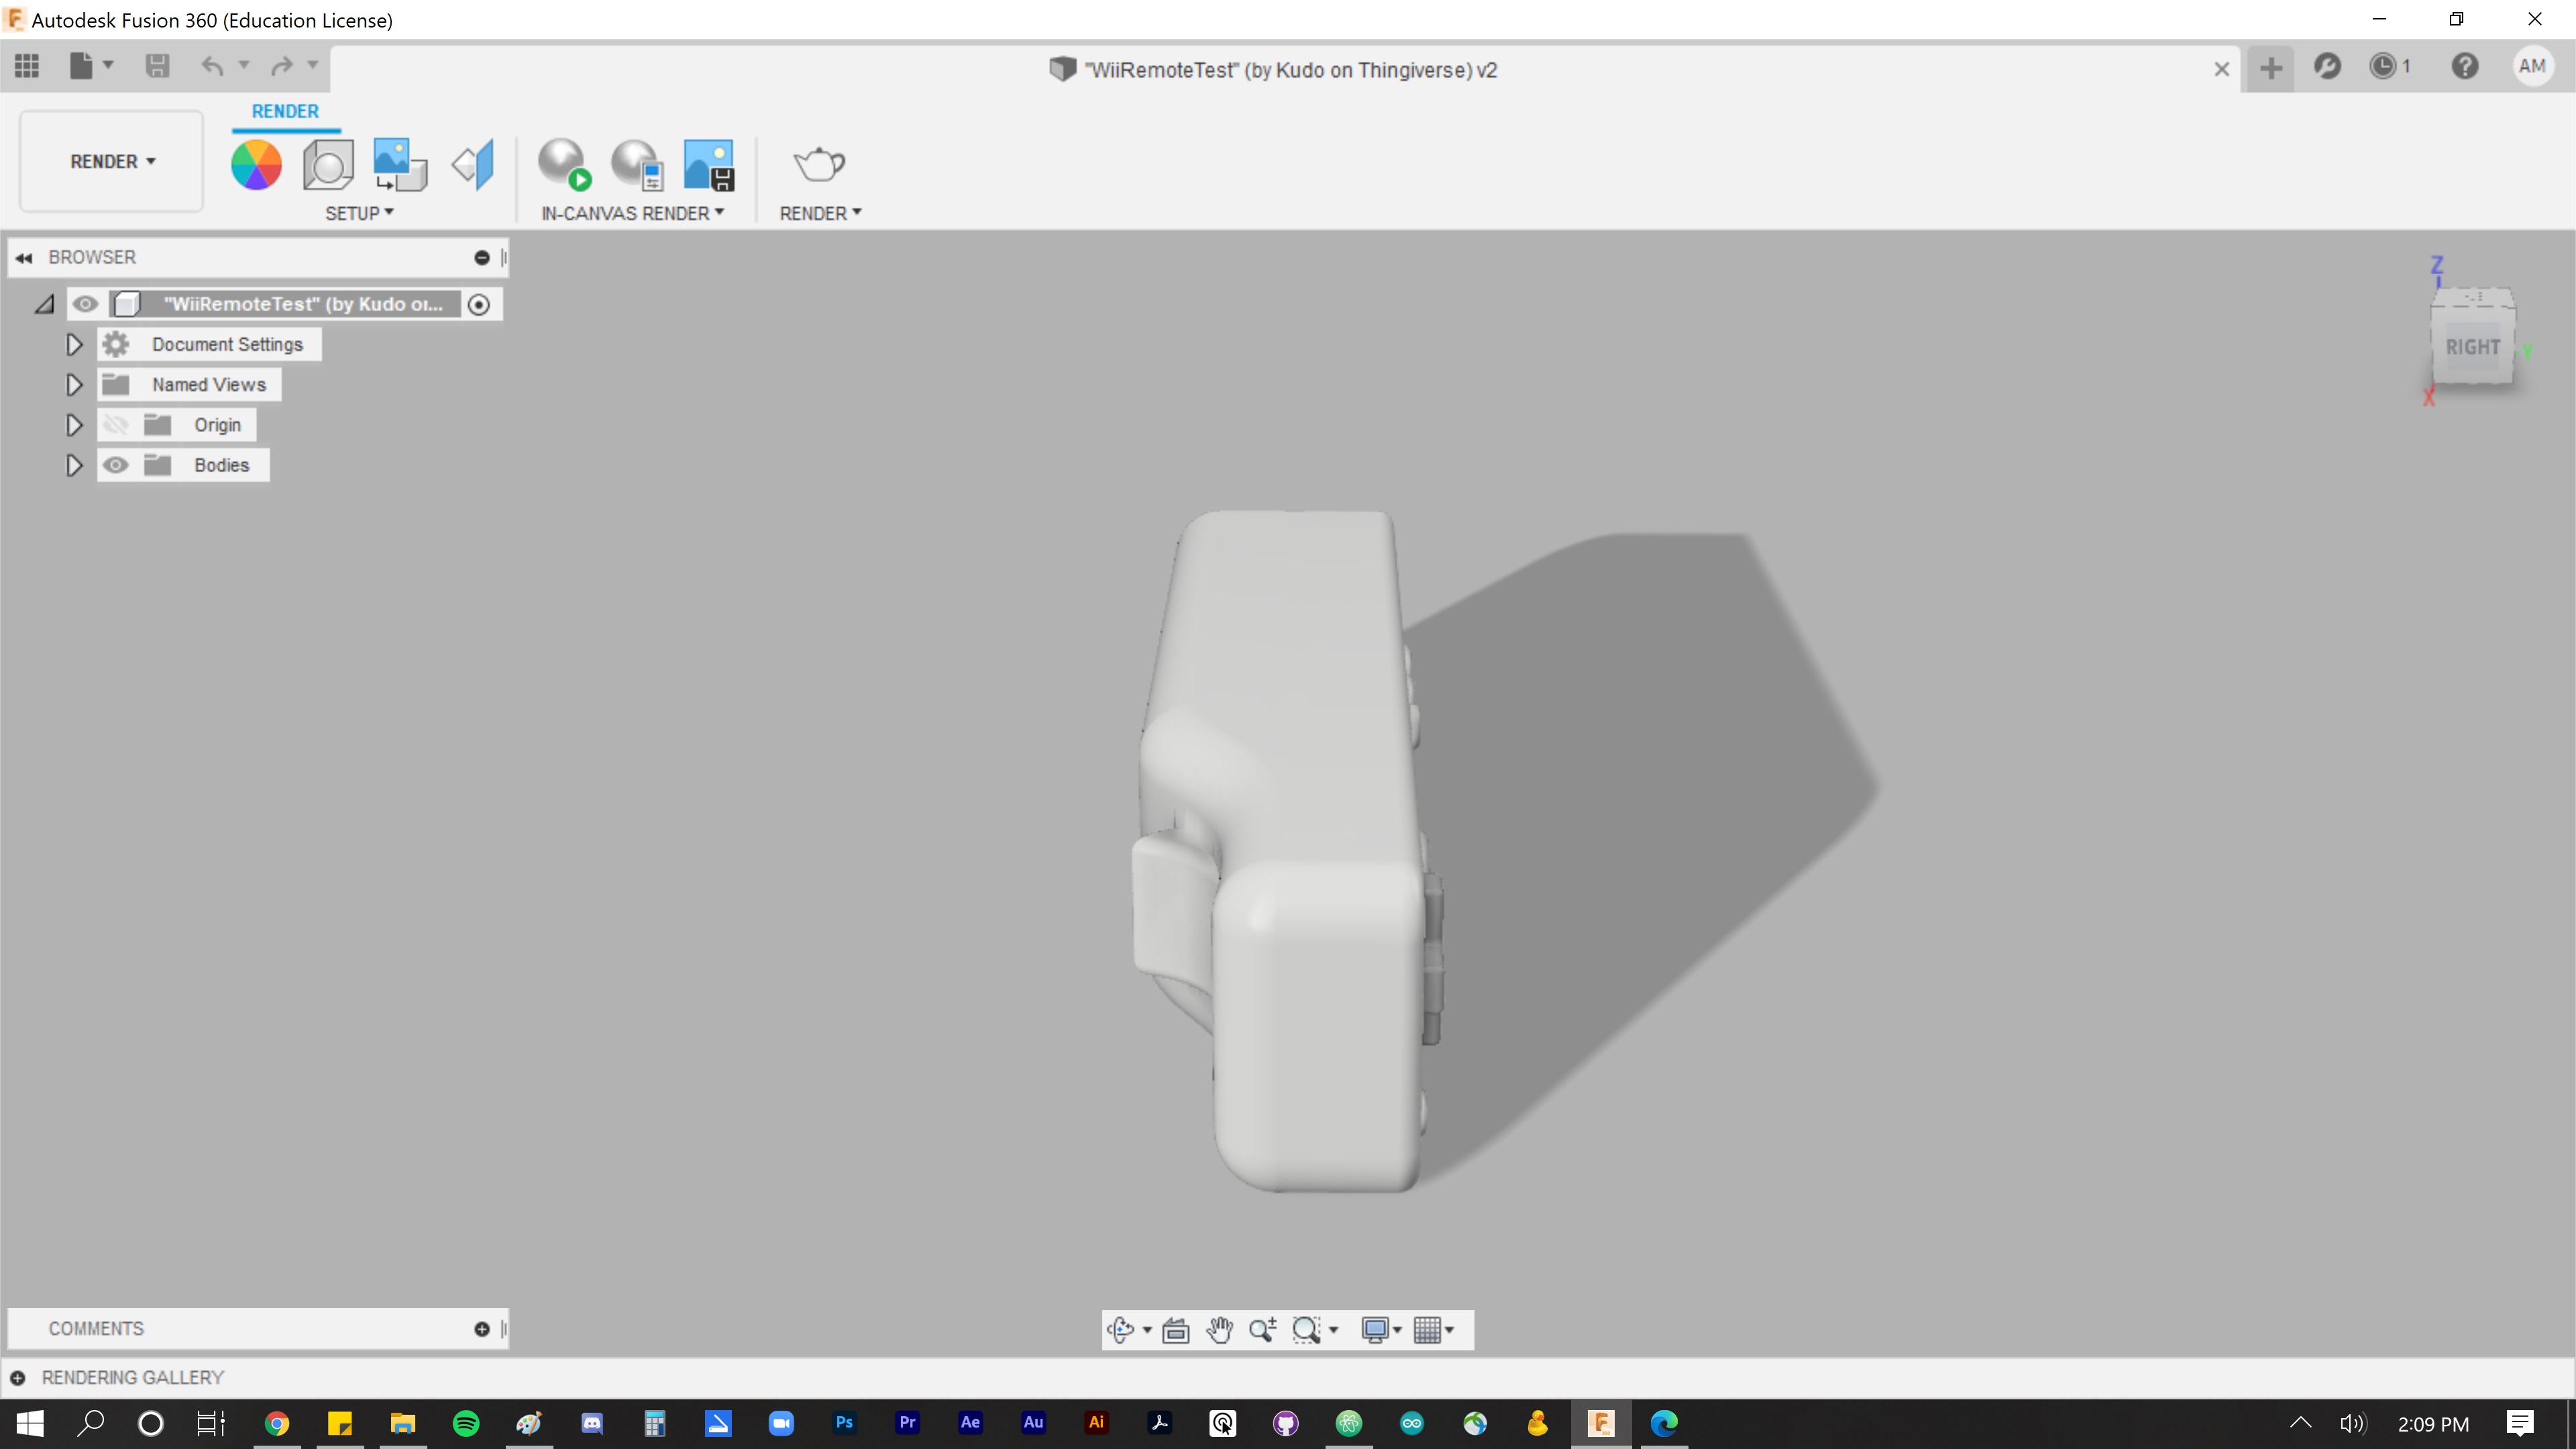 Autodesk Fusion 360 (Education License)
"WiiRemoteTest" (by Kudo on Thingiverse) v2
1
AM
RENDER
RENDER
SETUP
IN-CANVAS RENDER
RENDER
BROWSER
"WiiRemoteTest" (by Kudo or...
Document Settings
Named Views
Origin
Bodies
Z
RIGHT
Y
X
COMMENTS
RENDERING GALLERY
Ps
Pr
Ae
Au
Ai
F
2:09 PM